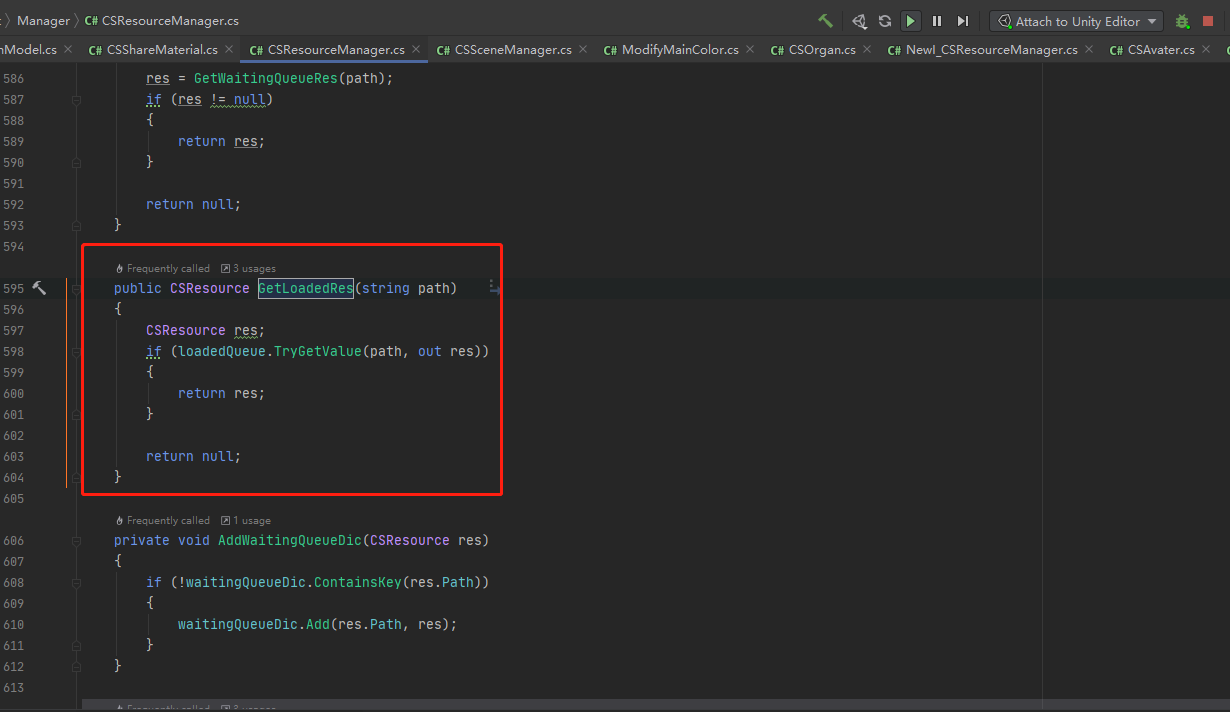 Manager CSResourceManager.cs Attach to Unity Editor
nModel.cs CSShareMaterial.cs CSResourceManager.cs CSSceneManager.cs ModifyMainColor.cs CSOrgan.cs NewI_CSResourceManager.cs CSAvater.cs
586 res = GetWaitingQueueRes(path);
587 if (res != null)
588 {
589 return res;
590 }
591
592 return null;
593 }
594
Frequently called 3 usages
595 public CSResource GetLoadedRes(string path)
596 {
597 CSResource res;
598 if (loadedQueue.TryGetValue(path, out res))
599 {
600 return res;
601 }
602
603 return null;
604 }
605
Frequently called 1 usage
606 private void AddWaitingQueueDic(CSResource res)
607 {
608 if (!waitingQueueDic.ContainsKey(res.Path))
609 {
610 waitingQueueDic.Add(res.Path, res);
611 }
612 }
613